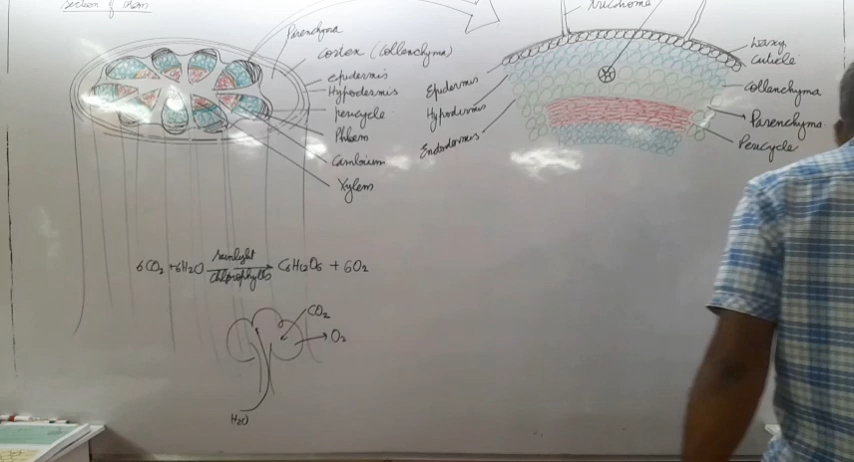 Section of stem
Parenchyma
Cortex (Collenchyma)
epidermis
Hypodermis
pericycle
Phloem
Cambium
Xylem
Trichome
Epidermis
Hypodermis
Endodermis
Waxy
Cuticle
Collenchyma
Parenchyma
Pericycle
6CO₂ + 6H₂O sunlight chlorophylls C₆H₁₂O₆ + 6O₂
CO₂
O₂
H₂O